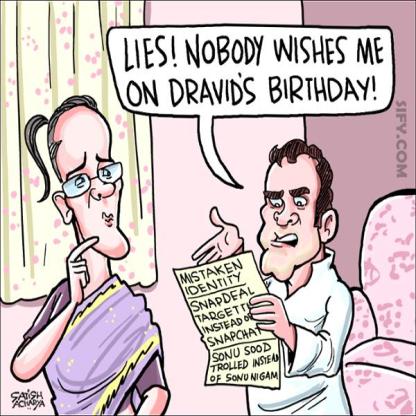 LIES! NOBODY WISHES ME
ON DRAVID'S BIRTHDAY!
SIFY.COM
MISTAKEN
IDENTITY
SNAPDEAL
TARGETTED
INSTEAD OF
SNAPCHAT
SONU SOOD
TROLLED INSTEAD
OF SONU NIGAM
SATISH
ACHARYA